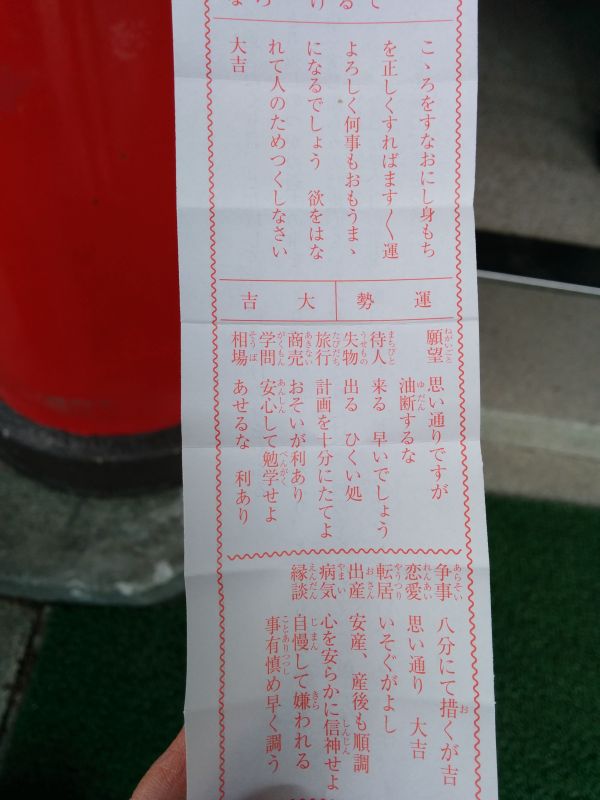 こゝろをすなおにし身もち
を正しくすればます〱運
よろしく何事もおもうまゝ
になるでしょう　欲をはな
れて人のためつくしなさい
大吉
運勢　大吉
願望　思い通りですが
油断するな
待人　来る　早いでしょう
失物　出る　ひくい処
旅行　計画を十分にたてよ
商売　おそいが利あり
学問　安心して勉学せよ
相場　あせるな　利あり
争事　八分にて措くが吉
恋愛　思い通り　大吉
転居　いそぐがよし
出産　安産、産後も順調
病気　心を安らかに信神せよ
縁談　自慢して嫌われる
事有慎め早く調う